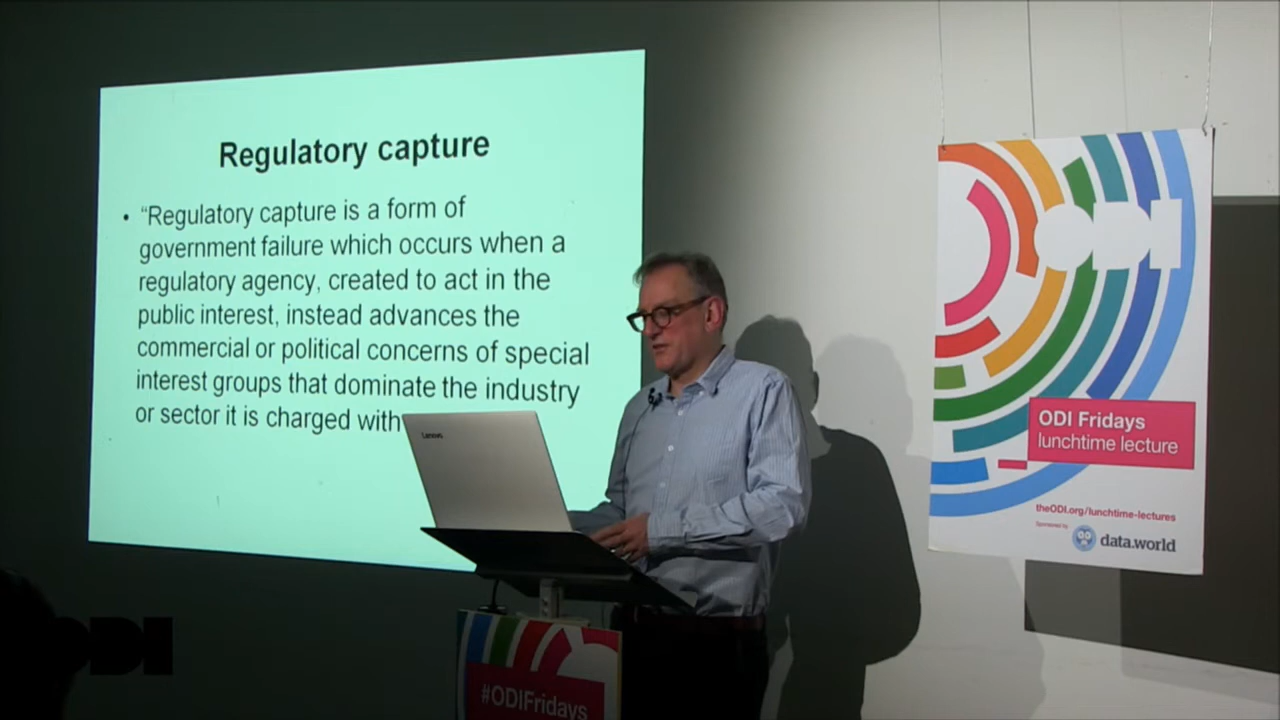 Regulatory capture
• “Regulatory capture is a form of
government failure which occurs when a
regulatory agency, created to act in the
public interest, instead advances the
commercial or political concerns of special
interest groups that dominate the industry
or sector it is charged with
Lenovo
ODI Fridays
lunchtime lecture
theODI.org/lunchtime-lectures
Sponsored by
data.world
#ODIFridays
ODI